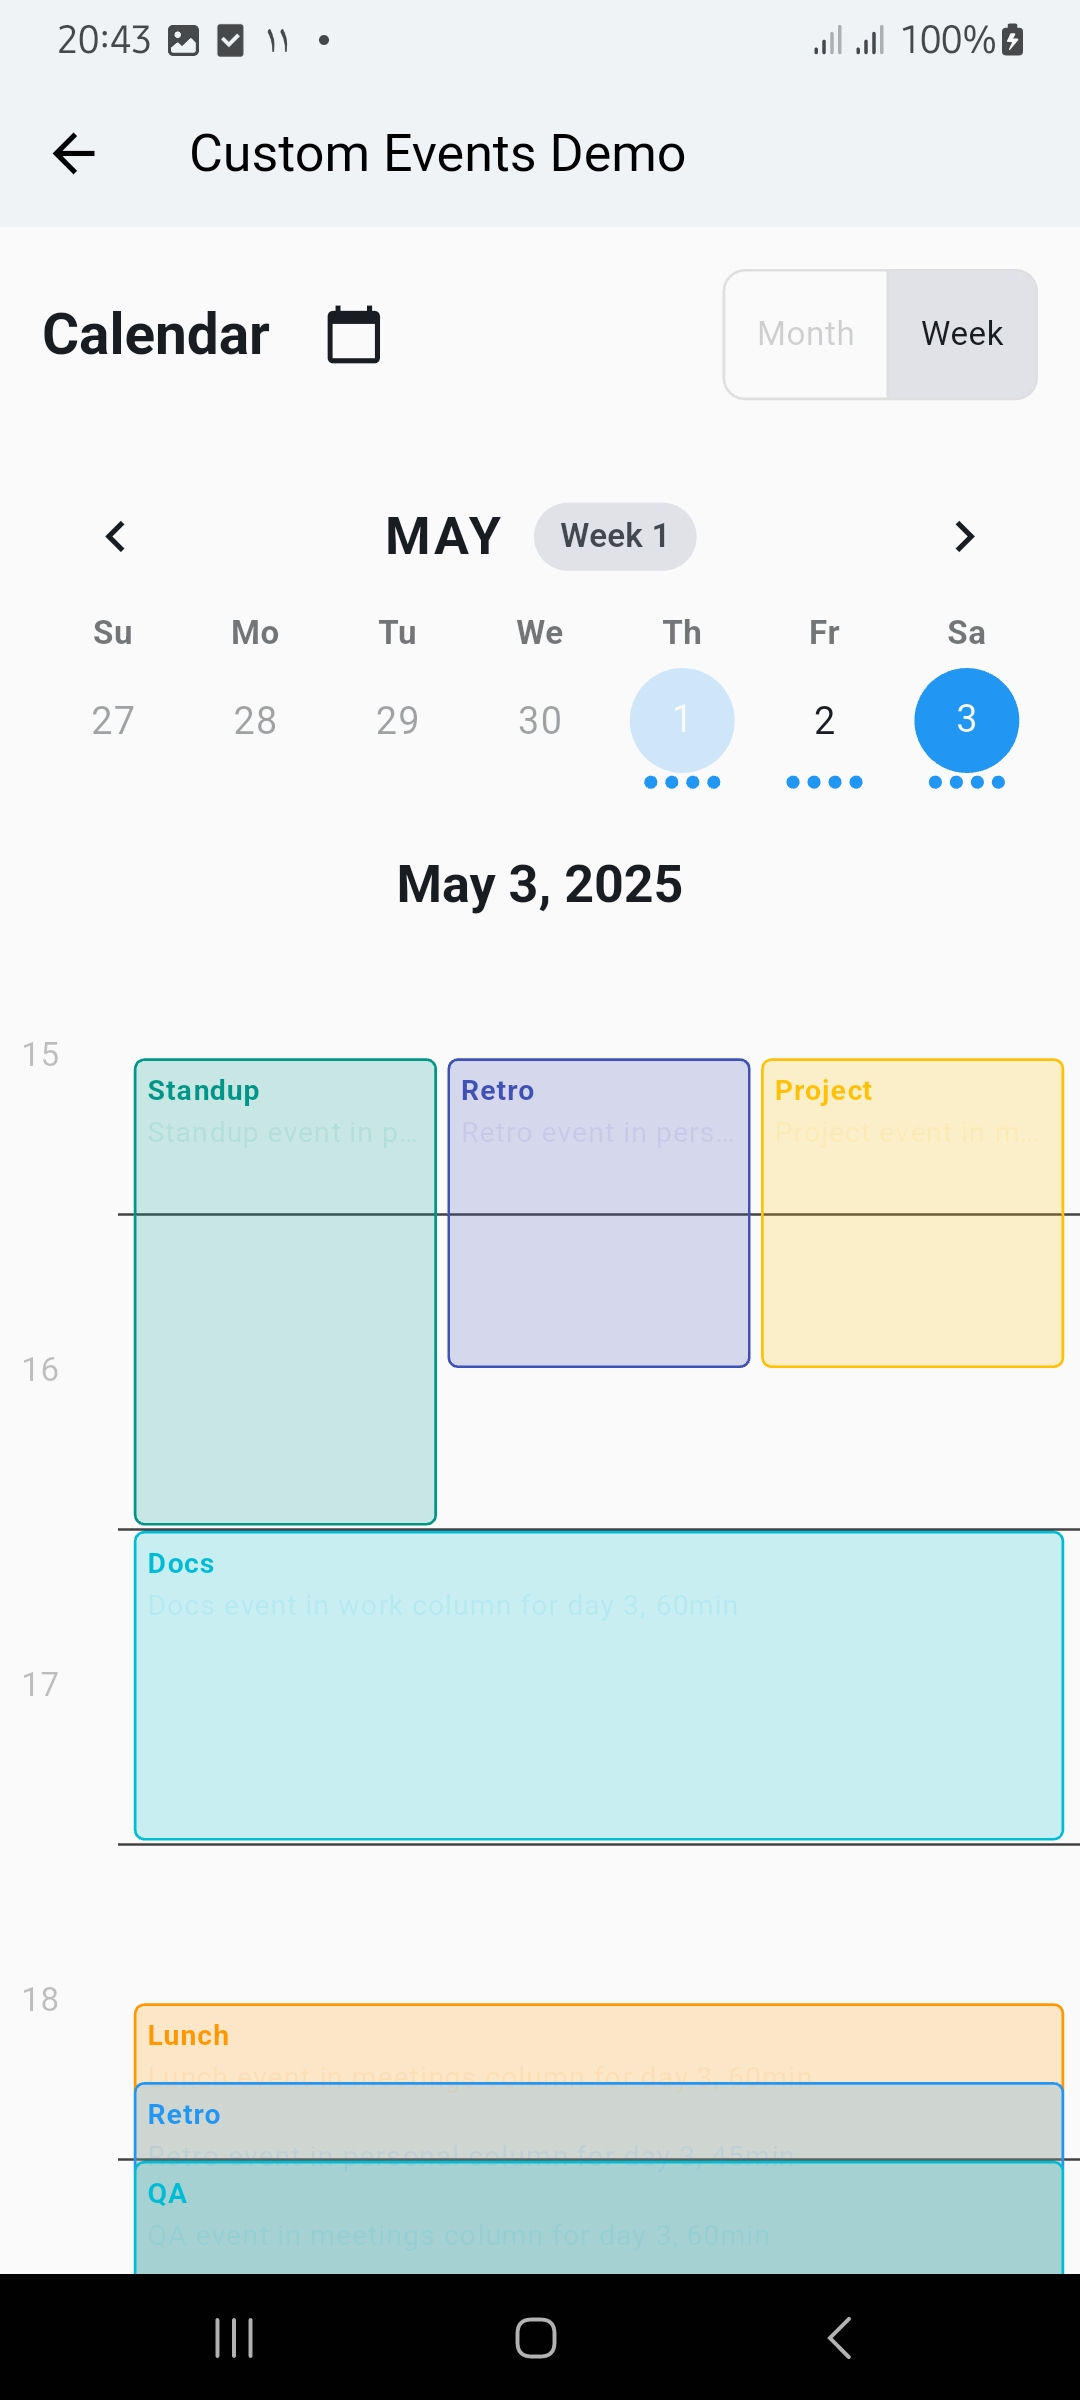 20:43 ١١ 100%
Custom Events Demo
Calendar Month Week
MAY Week 1
Su Mo Tu We Th Fr Sa
27 28 29 30 1 2 3
May 3, 2025
15
Standup Retro Project
Standup event in p... Retro event in pers... Project event in m...
16
Docs
Docs event in work column for day 3, 60min
17
18
Lunch
Lunch event in meetings column for day 3, 60min
Retro
Retro event in personal column for day 3, 45min
QA
QA event in meetings column for day 3, 60min